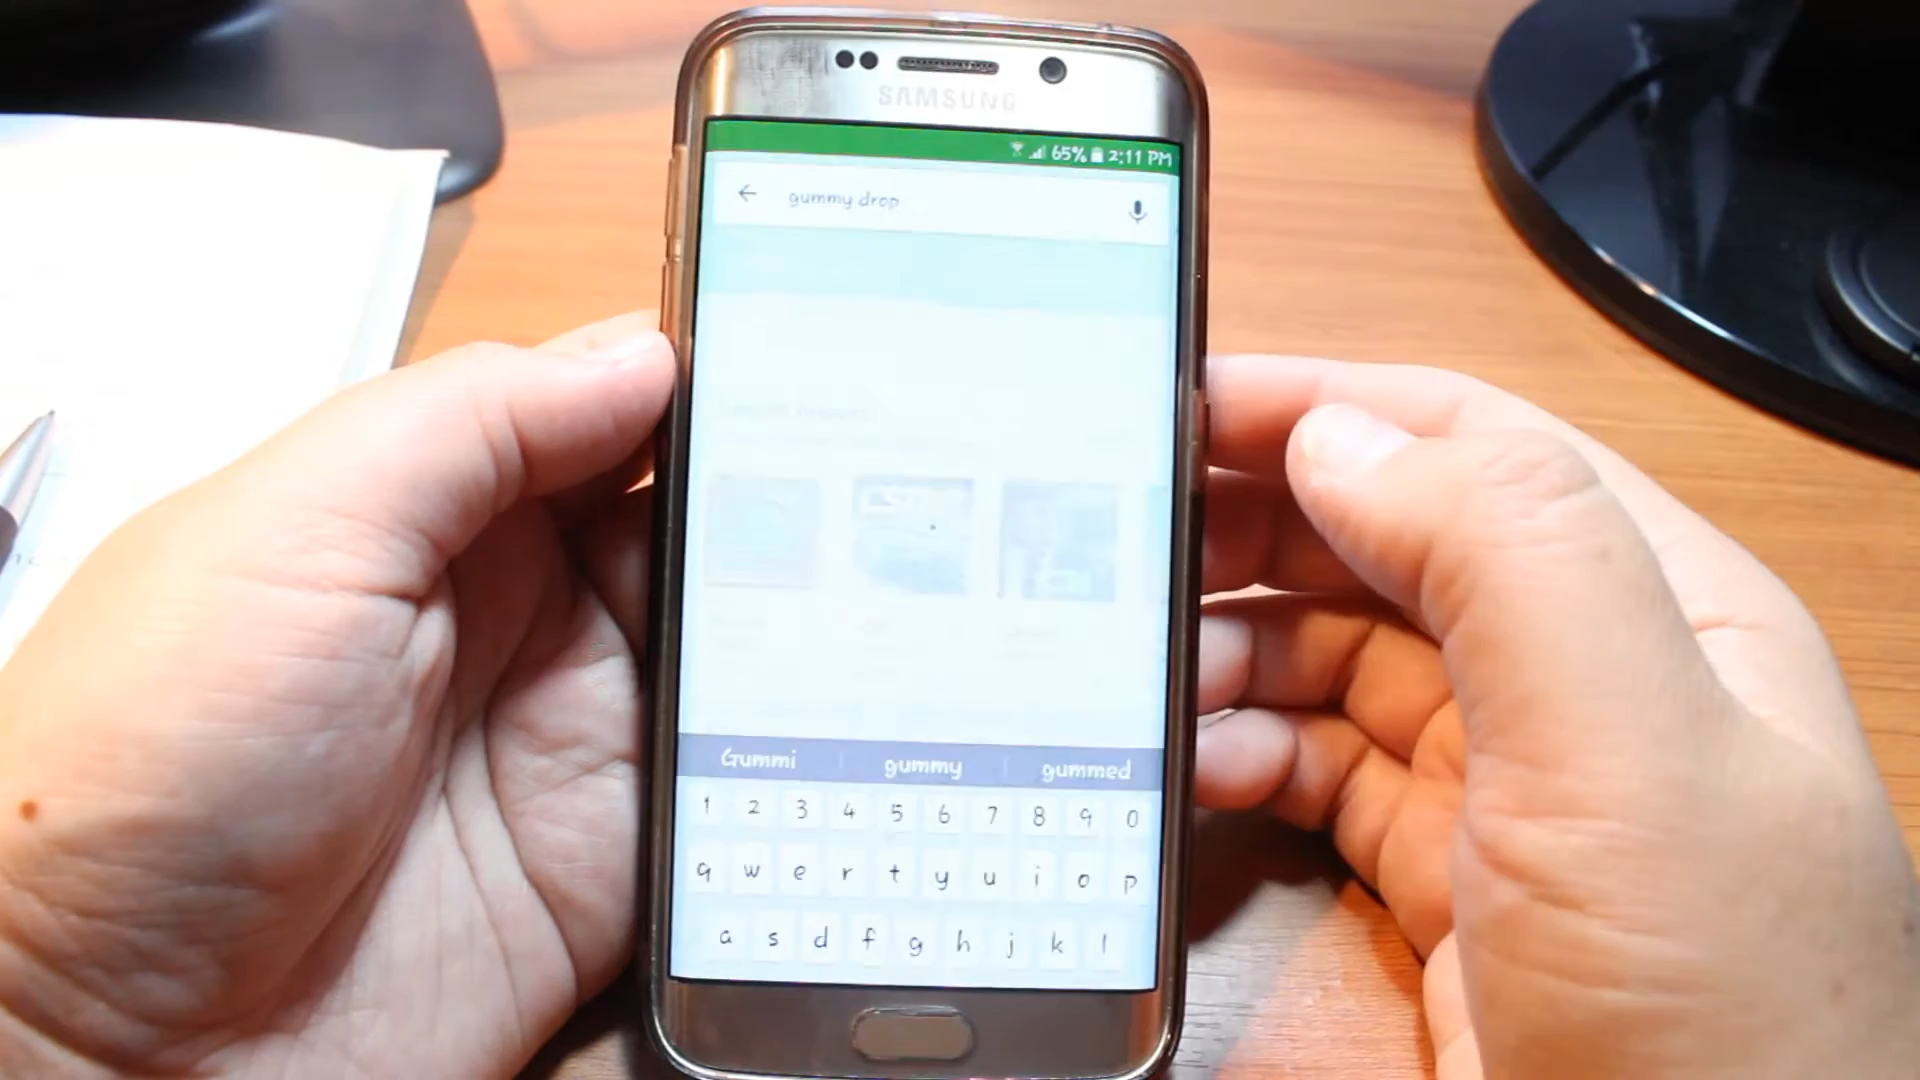 SAMSUNG
65% 2:11 PM
gummy drop
Gummi gummy gummed
1 2 3 4 5 6 7 8 9 0
q w e r t y u i o p
a s d f g h j k l